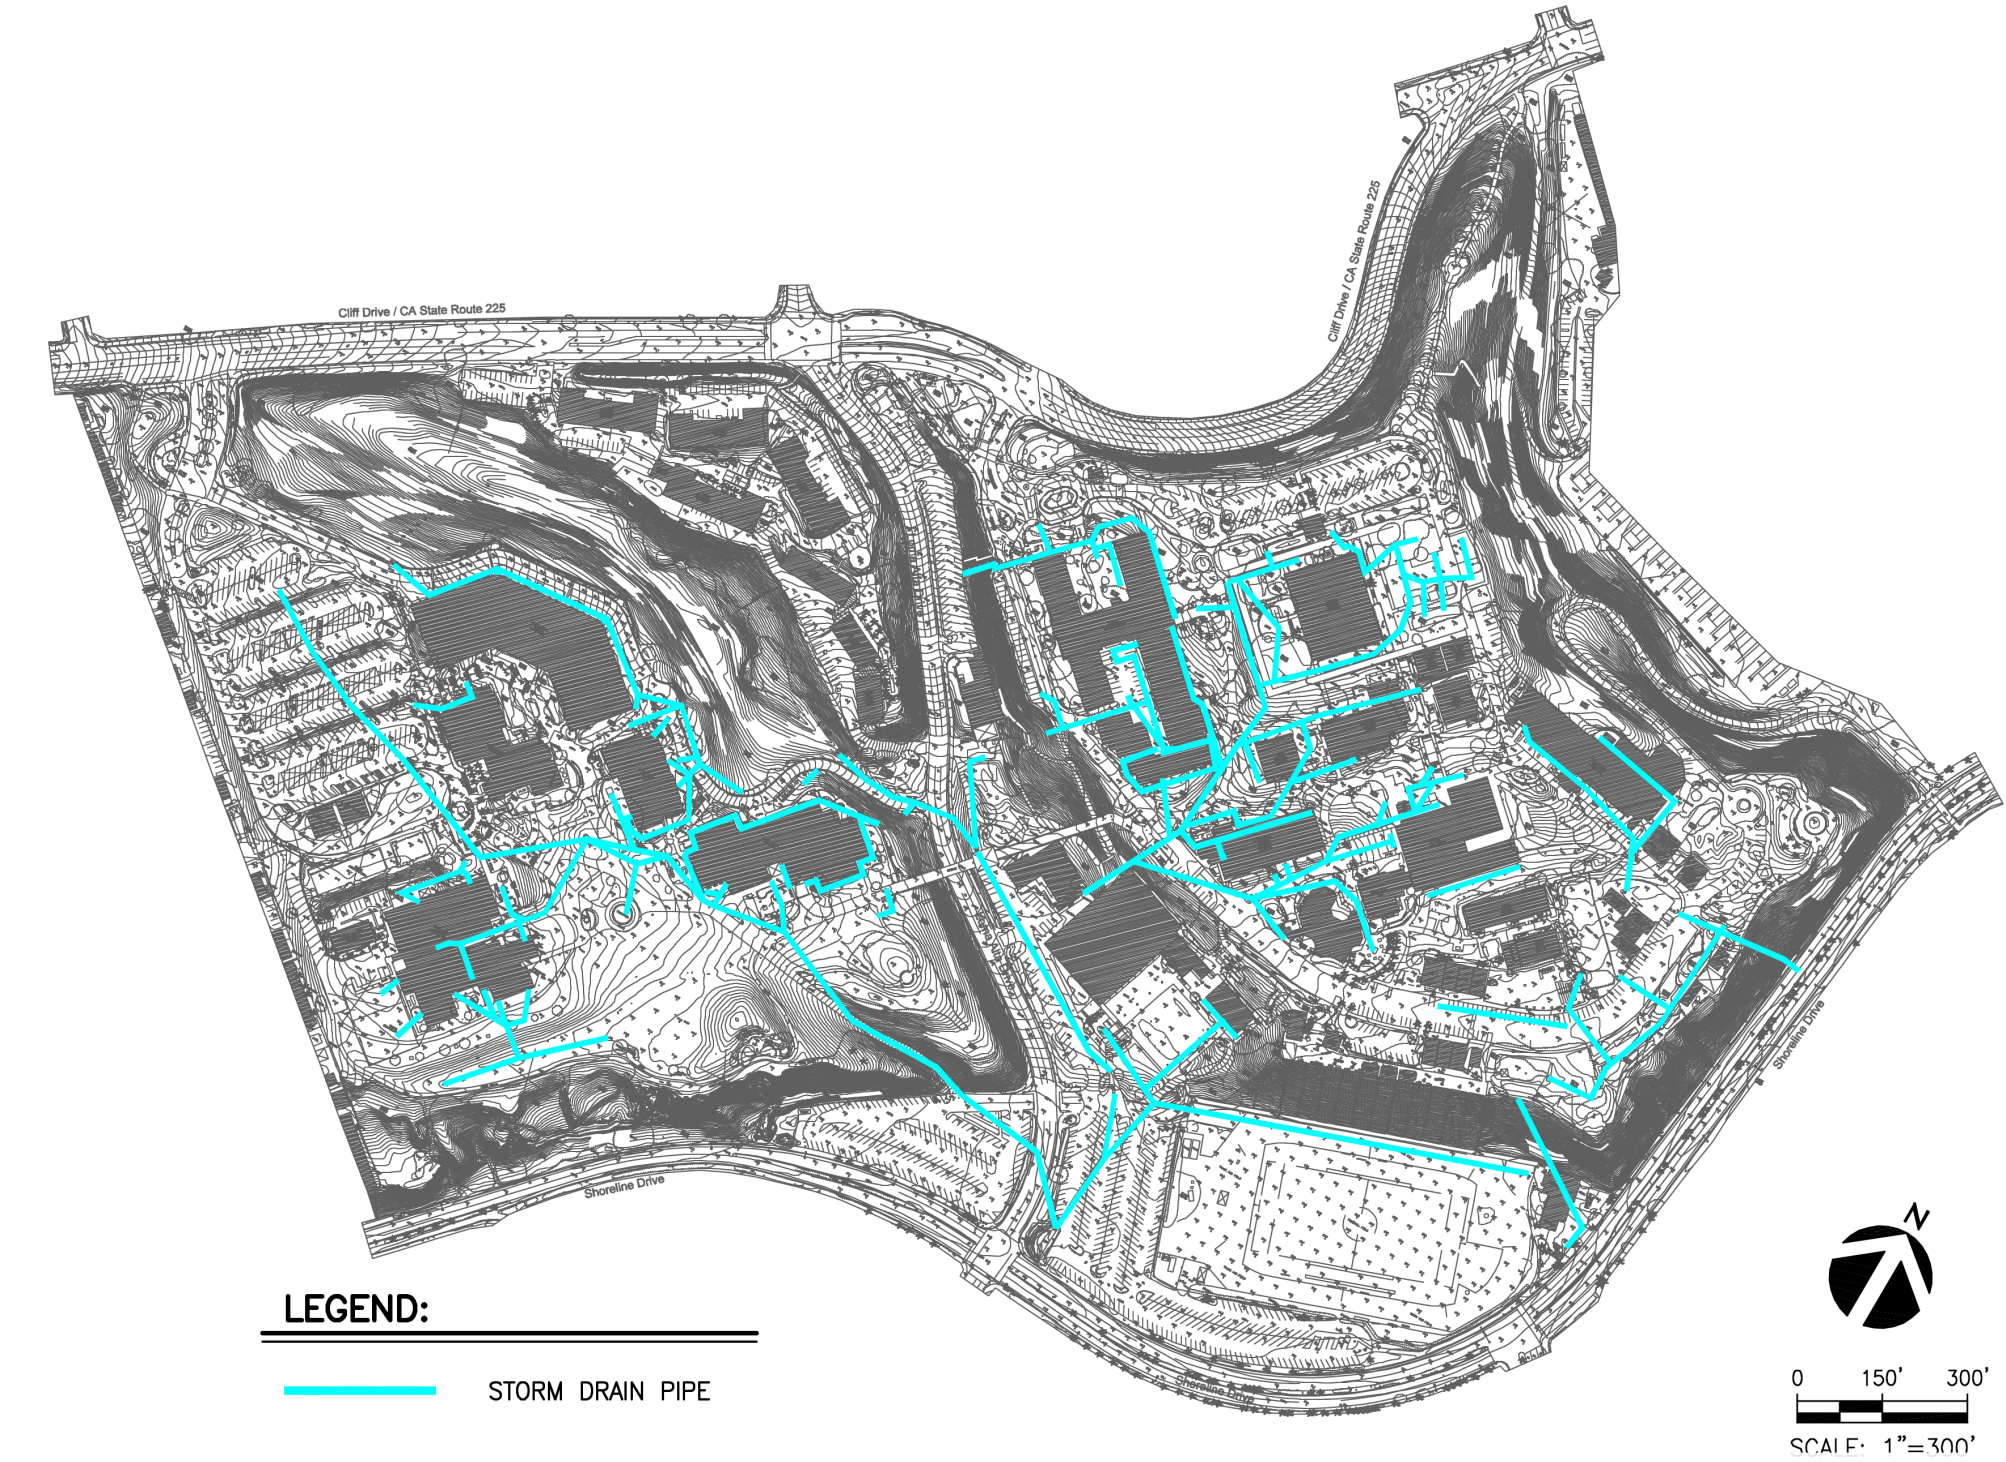 Cliff Drive / CA State Route 225
Cliff Drive / CA State Route 225
Shoreline Drive
Shoreline Drive
Shoreline Drive
LEGEND:
STORM DRAIN PIPE
N
0 150' 300'
SCALE: 1"=300'